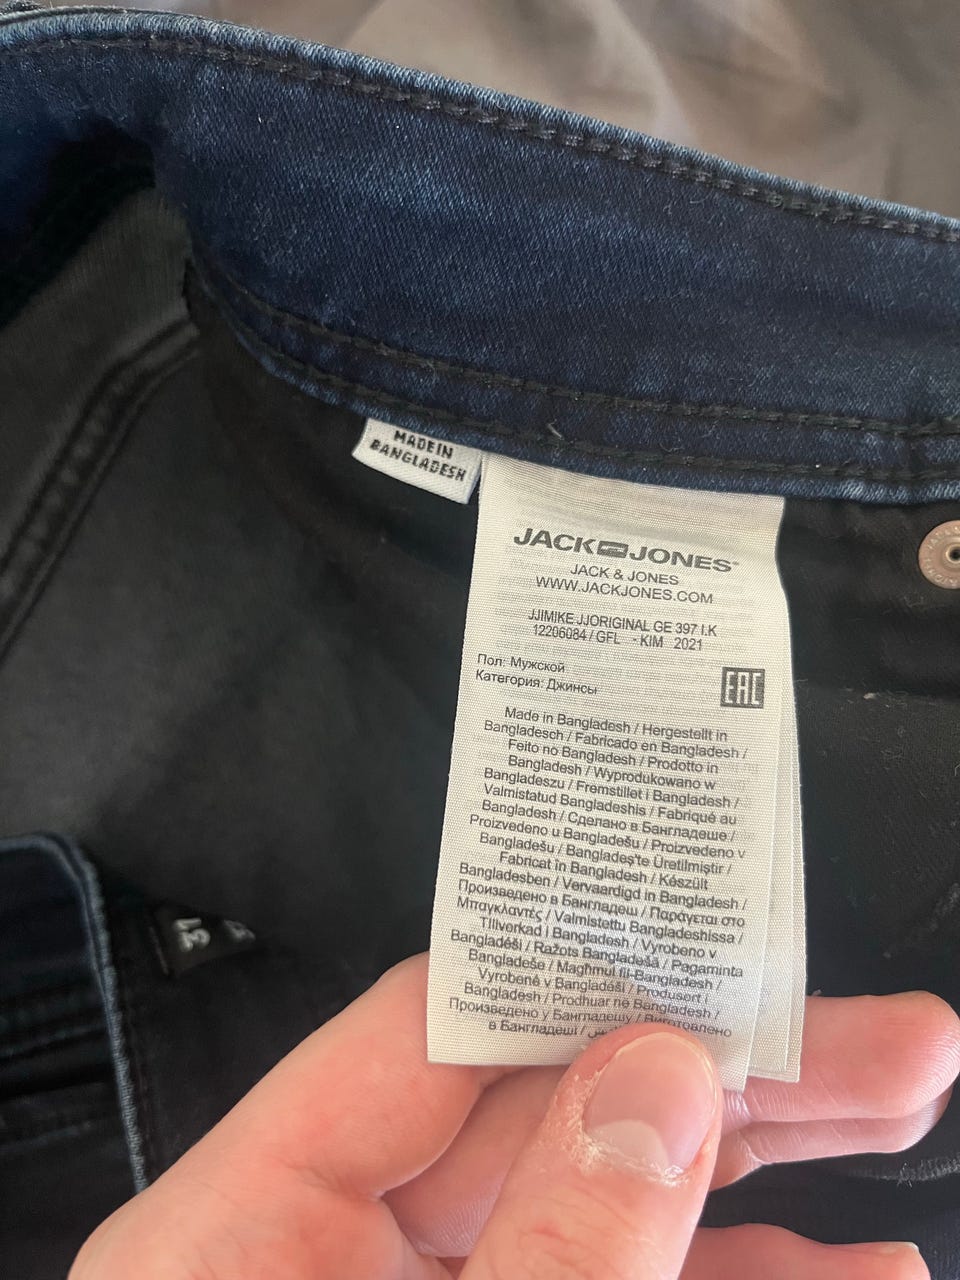 MADE IN
BANGLADESH
JACK JONES
JACK & JONES
WWW.JACKJONES.COM
JJIMIKE JJORIGINAL GE 397 I.K
12206084 / GFL - KIM 2021
Пол: Мужской
Категория: Джинсы
EAC
Made in Bangladesh / Hergestellt in
Bangladesch / Fabricado en Bangladesh /
Feito no Bangladesh / Prodotto in
Bangladesh / Wyprodukowano w
Bangladeszu / Fremstillet i Bangladesh /
Valmistatud Bangladeshis / Fabriqué au
Bangladesh / Сделано в Бангладеше /
Proizvedeno u Bangladešu / Proizvedeno v
Bangladešu / Bangladeş'te Üretilmiştir /
Fabricat în Bangladesh / Készült
Bangladesben / Vervaardigd in Bangladesh /
Произведено в Бангладеш / Παράγεται στο
Μπαγκλαντές / Valmistettu Bangladeshissa /
Tillverkad i Bangladesh / Vyrobeno v
Bangladéši / Ražots Bangladešā / Pagaminta
Bangladeše / Magħmul fil-Bangladesh /
Vyrobené v Bangladéši / Produsert i
Bangladesh / Prodhuar në Bangladesh /
Произведено у Бангладешу / Виготовлено
в Бангладеші /
31